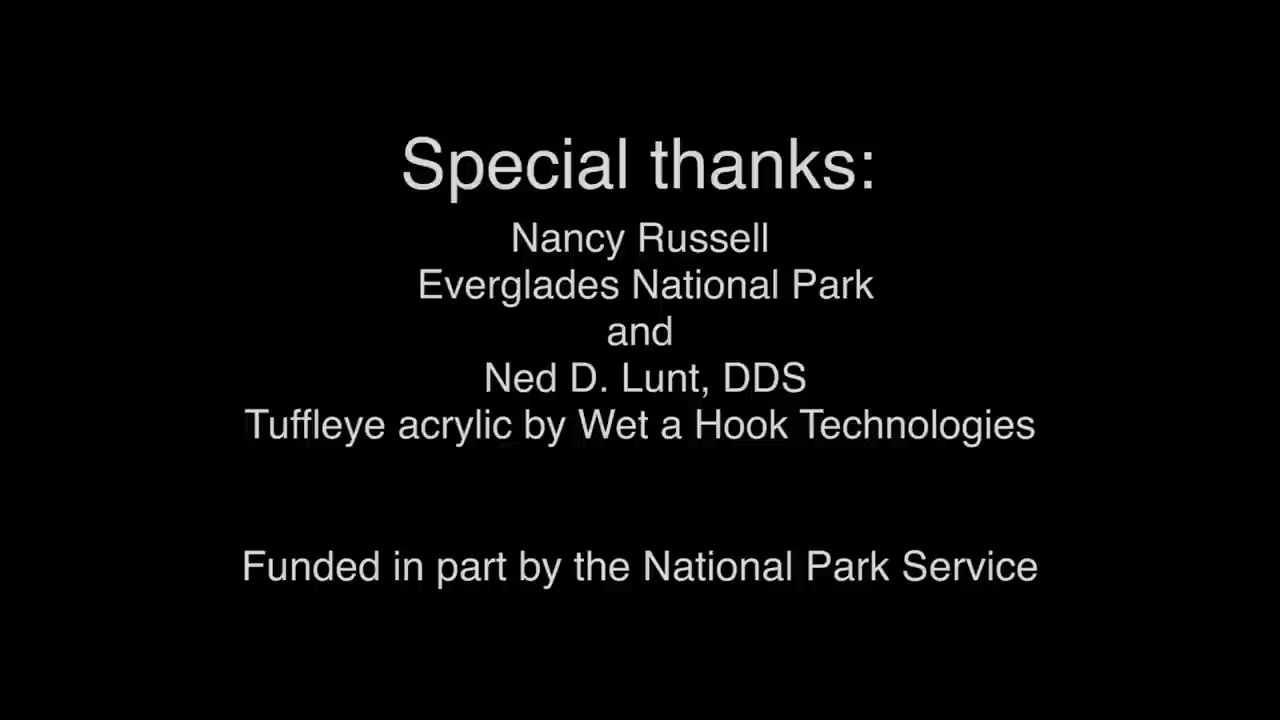 Special thanks:
Nancy Russell
Everglades National Park
and
Ned D. Lunt, DDS
Tuffleye acrylic by Wet a Hook Technologies
Funded in part by the National Park Service